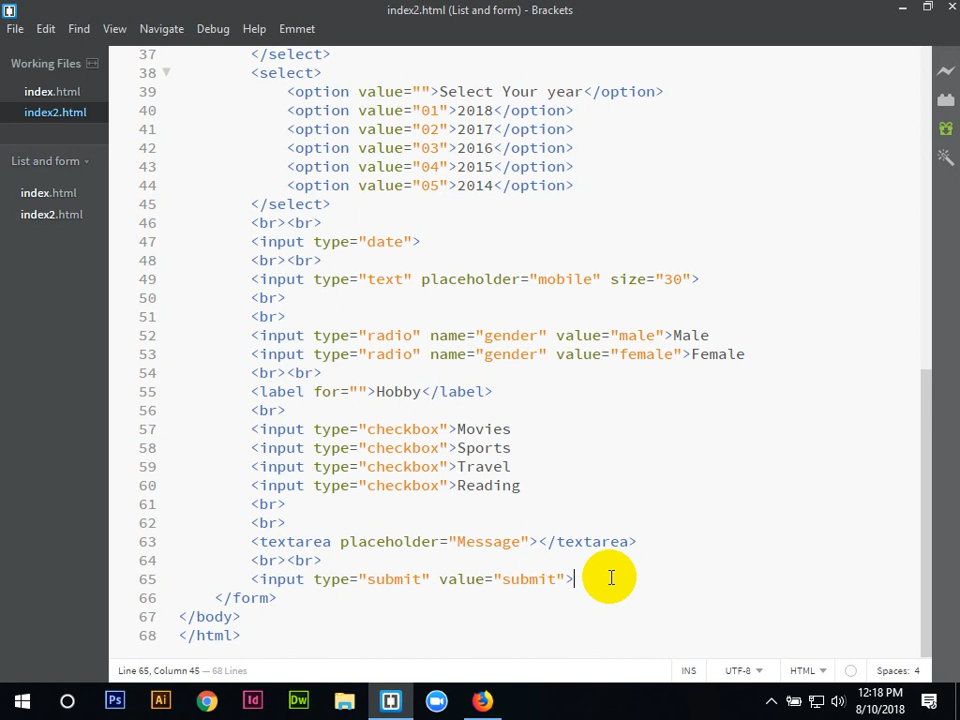 index2.html (List and form) - Brackets
File Edit Find View Navigate Debug Help Emmet
Working Files
index.html
index2.html
List and form
index.html
index2.html
37 </select>
38 <select>
39 <option value="">Select Your year</option>
40 <option value="01">2018</option>
41 <option value="02">2017</option>
42 <option value="03">2016</option>
43 <option value="04">2015</option>
44 <option value="05">2014</option>
45 </select>
46 <br><br>
47 <input type="date">
48 <br><br>
49 <input type="text" placeholder="mobile" size="30">
50 <br>
51 <br>
52 <input type="radio" name="gender" value="male">Male
53 <input type="radio" name="gender" value="female">Female
54 <br><br>
55 <label for="">Hobby</label>
56 <br>
57 <input type="checkbox">Movies
58 <input type="checkbox">Sports
59 <input type="checkbox">Travel
60 <input type="checkbox">Reading
61 <br>
62 <br>
63 <textarea placeholder="Message"></textarea>
64 <br><br>
65 <input type="submit" value="submit">
66 </form>
67 </body>
68 </html>
Line 65, Column 45 — 68 Lines
INS UTF-8 HTML Spaces: 4
Ps Ai Id Dw
12:18 PM
8/10/2018